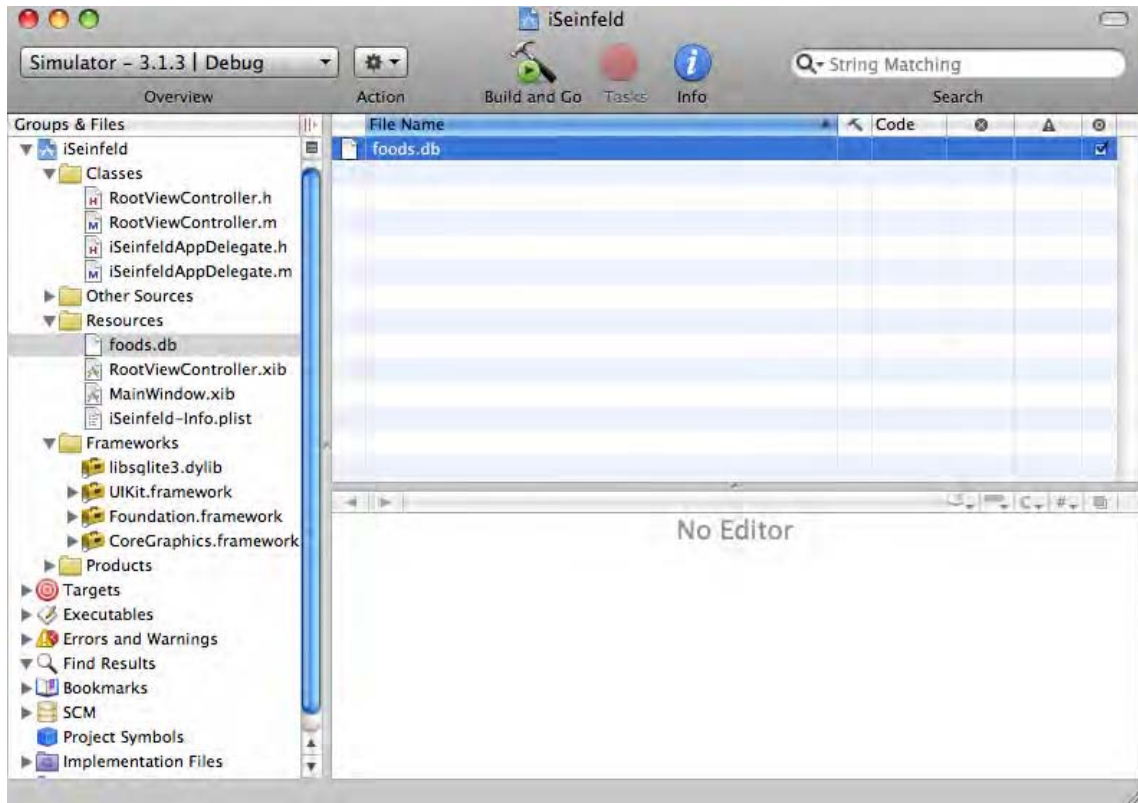 iSeinfeld
Simulator - 3.1.3 | Debug
String Matching
Overview
Action
Build and Go
Tasks
Info
Search
Groups & Files
File Name
Code
iSeinfeld
foods.db
Classes
RootViewController.h
RootViewController.m
iSeinfeldAppDelegate.h
iSeinfeldAppDelegate.m
Other Sources
Resources
foods.db
RootViewController.xib
MainWindow.xib
iSeinfeld-Info.plist
Frameworks
libsqlite3.dylib
UIKit.framework
Foundation.framework
CoreGraphics.framework
Products
Targets
Executables
Errors and Warnings
Find Results
Bookmarks
SCM
Project Symbols
Implementation Files
C
#
No Editor